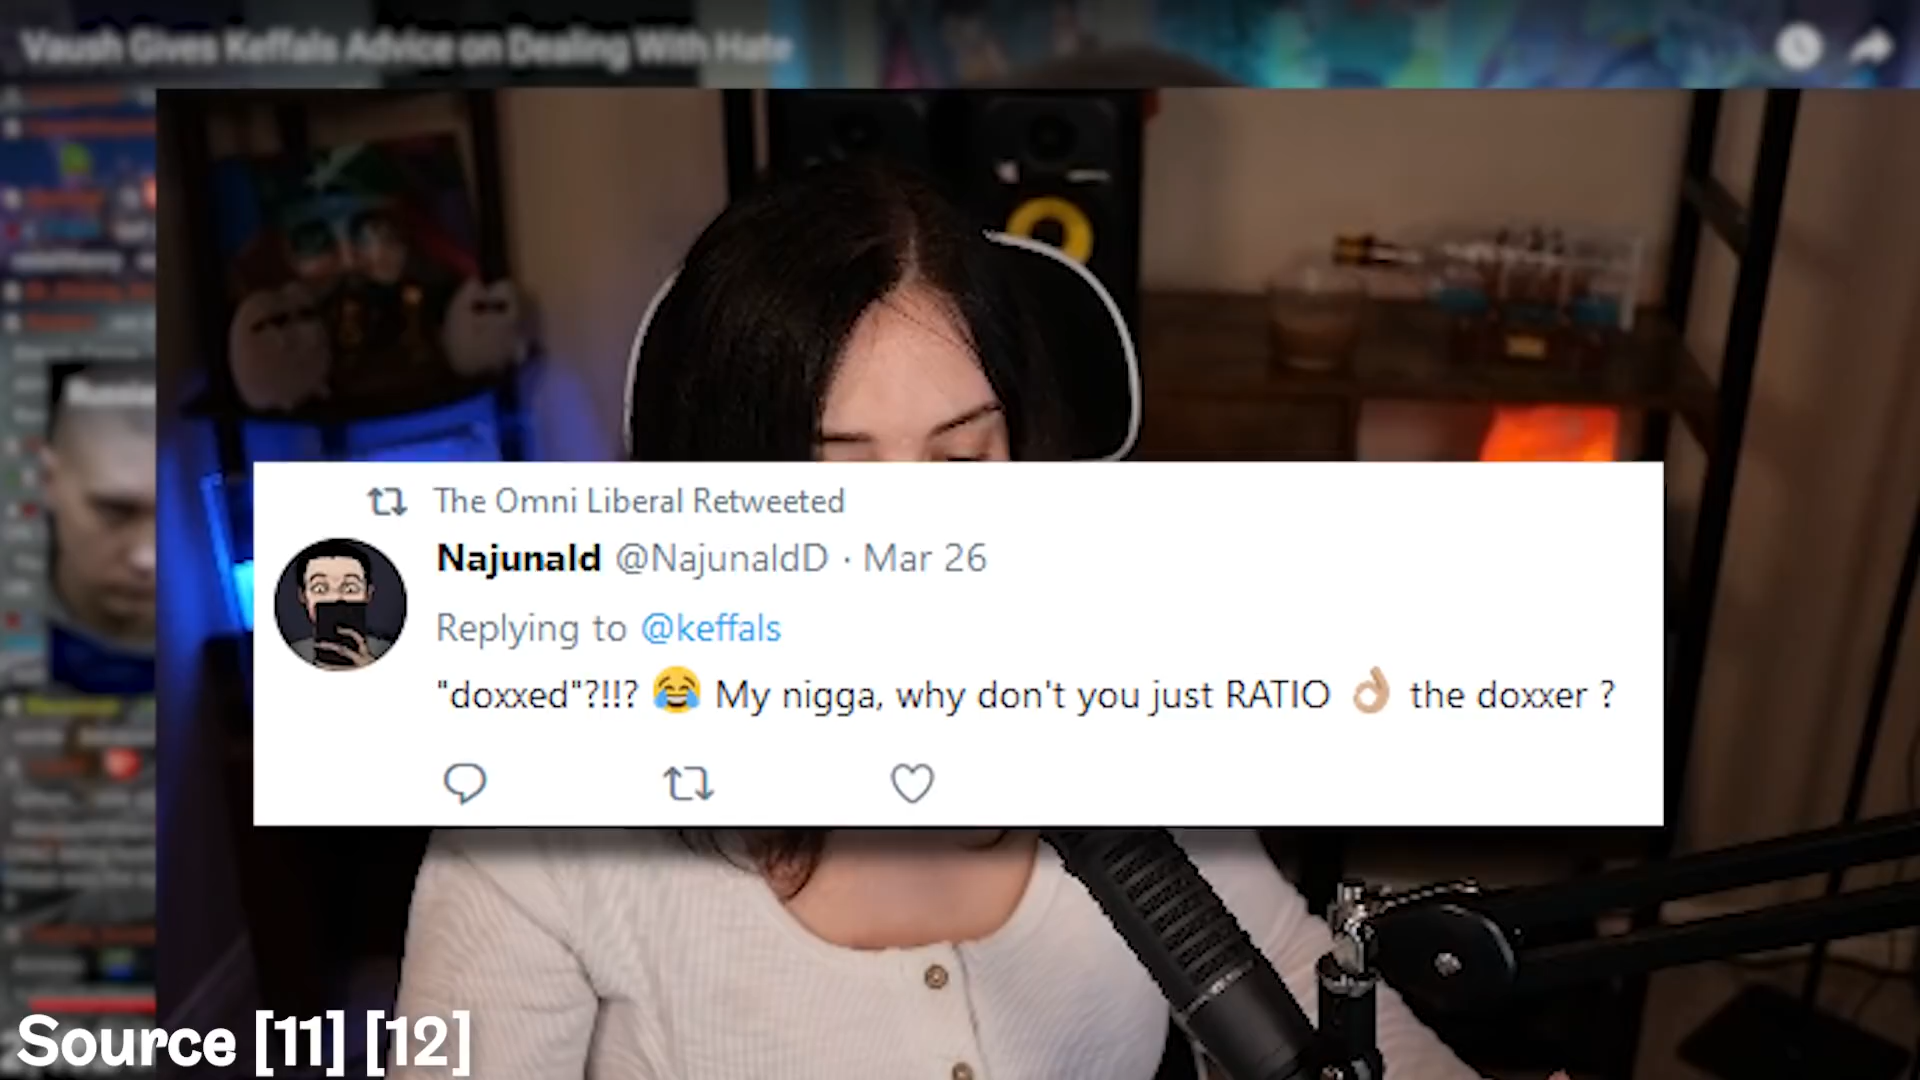 Vaush Gives Keffals Advice on Dealing With Hate
The Omni Liberal Retweeted
Najunald @NajunaldD · Mar 26
Replying to @keffals
"doxxed"?!!? 😂 My nigga, why don't you just RATIO 👌🏼 the doxxer ?
Source [11] [12]